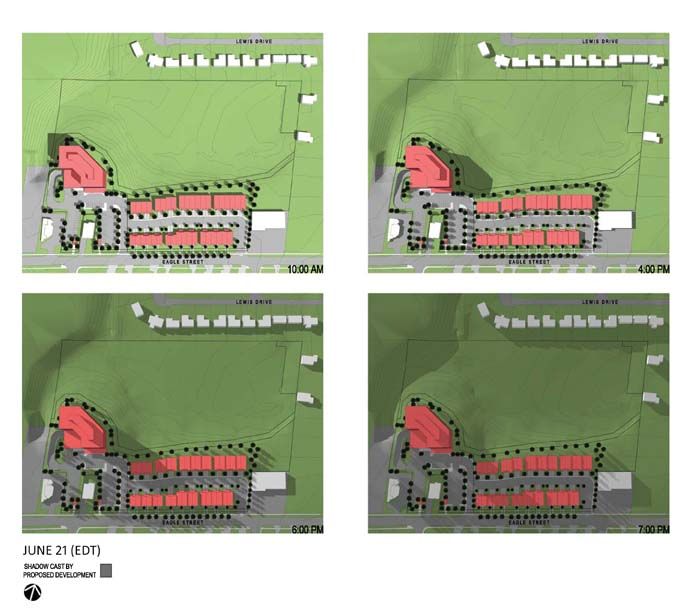 LEWIS DRIVE
EAGLE STREET
10:00 AM
LEWIS DRIVE
EAGLE STREET
4:00 PM
LEWIS DRIVE
EAGLE STREET
6:00 PM
LEWIS DRIVE
EAGLE STREET
7:00 PM
JUNE 21 (EDT)
SHADOW CAST BY
PROPOSED DEVELOPMENT